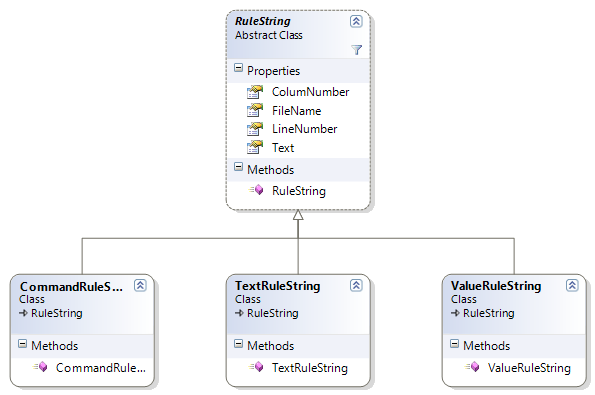 RuleString
Abstract Class
Properties
ColumNumber
FileName
LineNumber
Text
Methods
RuleString
CommandRuleS...
Class
RuleString
Methods
CommandRule...
TextRuleString
Class
RuleString
Methods
TextRuleString
ValueRuleString
Class
RuleString
Methods
ValueRuleString